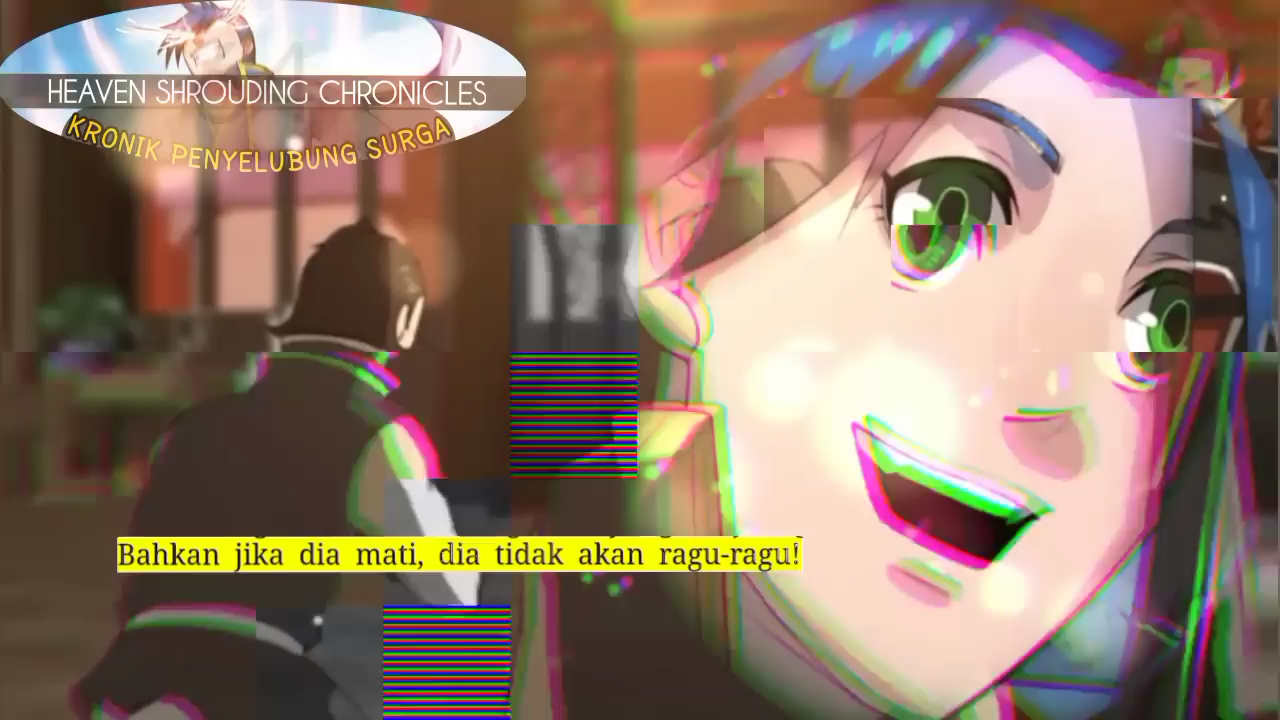 HEAVEN SHROUDING CHRONICLES
KRONIK PENYELUBUNG SURGA
Bahkan jika dia mati, dia tidak akan ragu-ragu!